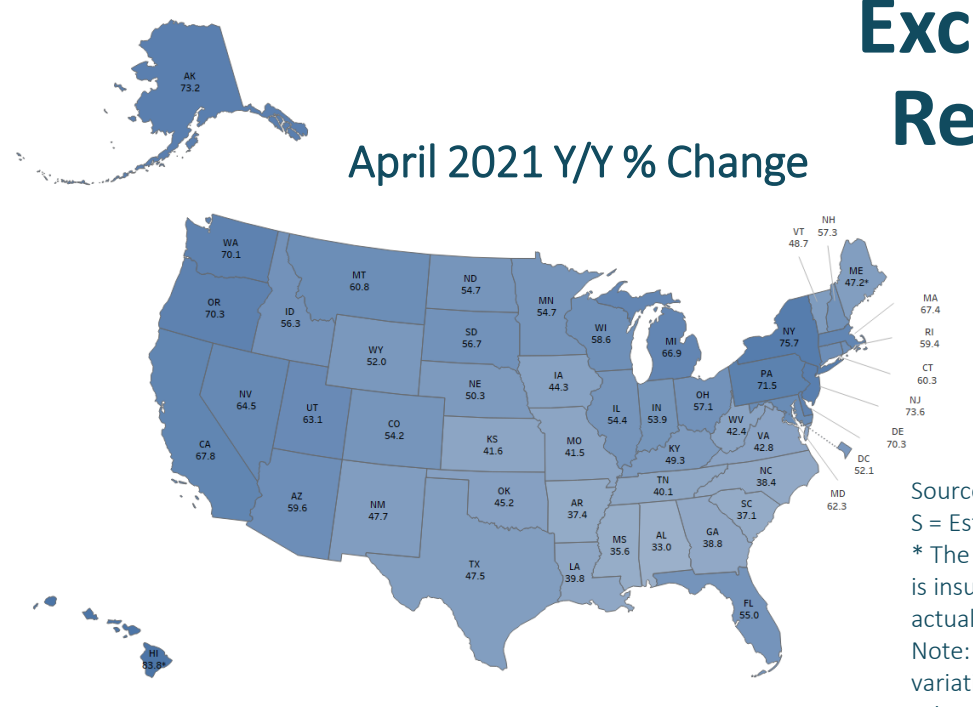 Exc
Re
April 2021 Y/Y % Change
AK
73.2
WA
70.1
OR
70.3
CA
67.8
NV
64.5
ID
56.3
MT
60.8
WY
52.0
UT
63.1
AZ
59.6
CO
54.2
NM
47.7
ND
54.7
SD
56.7
NE
50.3
KS
41.6
OK
45.2
TX
47.5
MN
54.7
IA
44.3
MO
41.5
AR
37.4
LA
39.8
WI
58.6
IL
54.4
MI
66.9
IN
53.9
OH
57.1
KY
49.3
TN
40.1
MS
35.6
AL
33.0
GA
38.8
FL
55.0
SC
37.1
NC
38.4
VA
42.8
WV
42.4
PA
71.5
NY
75.7
VT
48.7
NH
57.3
ME
47.2*
MA
67.4
RI
59.4
CT
60.3
NJ
73.6
DE
70.3
DC
52.1
MD
62.3
HI
83.8*
Source
S = Es
* The
is insu
actual
Note:
variat